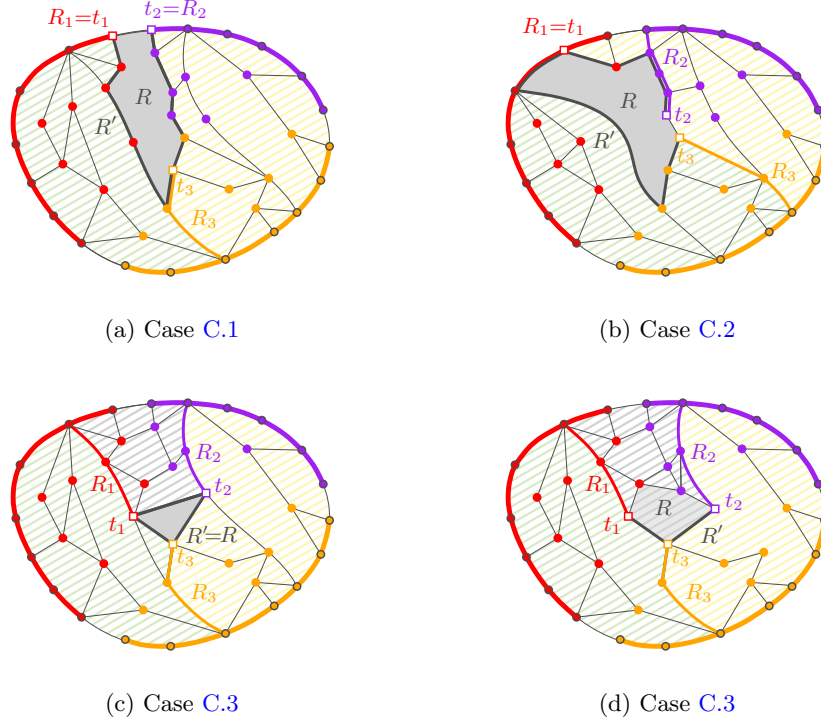 R₁=t₁
t₂=R₂
R
R′
t₃
R₃
(a) Case C.1
R₁=t₁
R₂
R
t₂
R′
t₃
R₃
(b) Case C.2
R₂
R₁
t₂
t₁
R′=R
t₃
R₃
(c) Case C.3
R₂
R₁
R
t₂
t₁
R′
t₃
R₃
(d) Case C.3